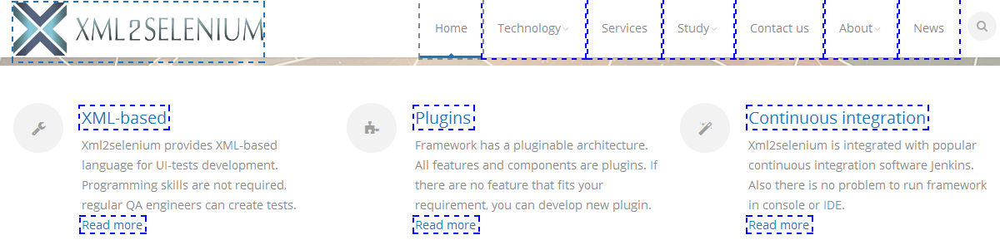 XML2SELENIUM
Home Technology Services Study Contact us About News
XML-based
Xml2selenium provides XML-based
language for UI-tests development.
Programming skills are not required,
regular QA engineers can create tests.
Read more
Plugins
Framework has a pluginable architecture.
All features and components are plugins. If
there are no feature that fits your
requirement, you can develop new plugin.
Read more
Continuous integration
Xml2selenium is integrated with popular
continuous integration software Jenkins.
Also there is no problem to run framework
in console or IDE.
Read more